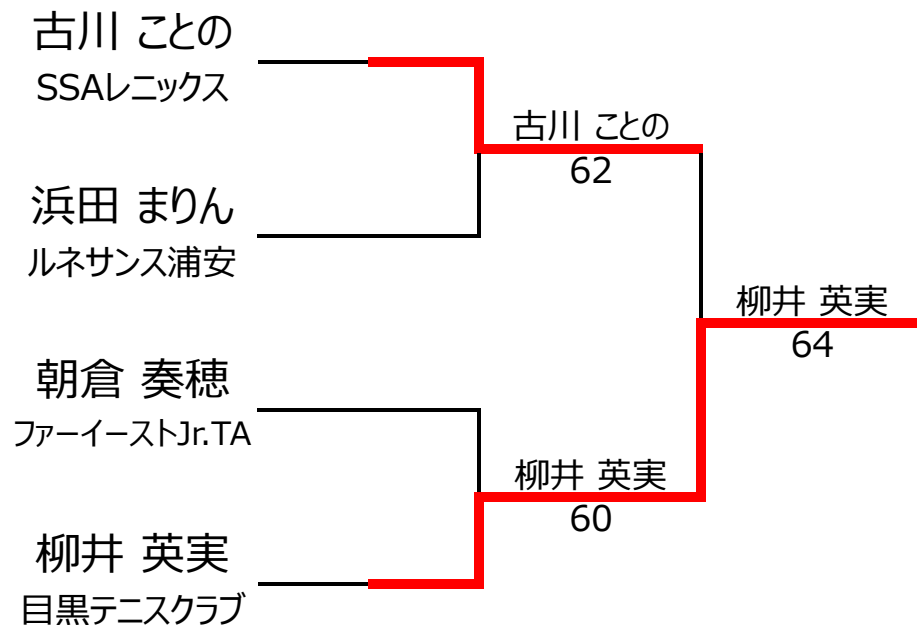 古川 ことの
SSAレニックス
古川 ことの
62
浜田 まりん
ルネサンス浦安
柳井 英実
64
朝倉 奏穂
ファーイーストJr.TA
柳井 英実
60
柳井 英実
目黒テニスクラブ